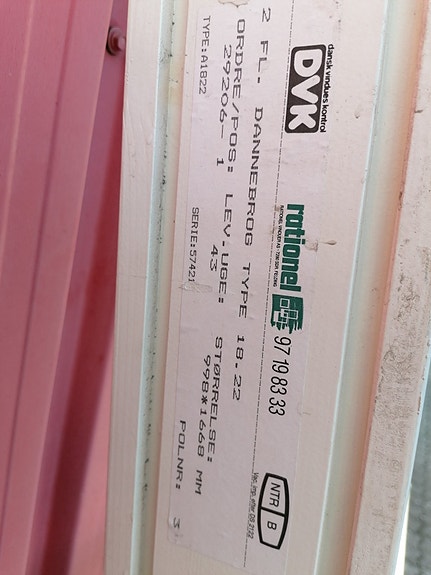 dansk vindues kontrol
DVK
rationel
97 19 83 33
NTR B
2 FL. DANNEBROG TYPE 18.22
ORDRE/POS: LEV.UGE: STØRRELSE:
29206- 1 43 998*1668 MM
POLNR: 3
TYPE:A1822 SERIE:57421